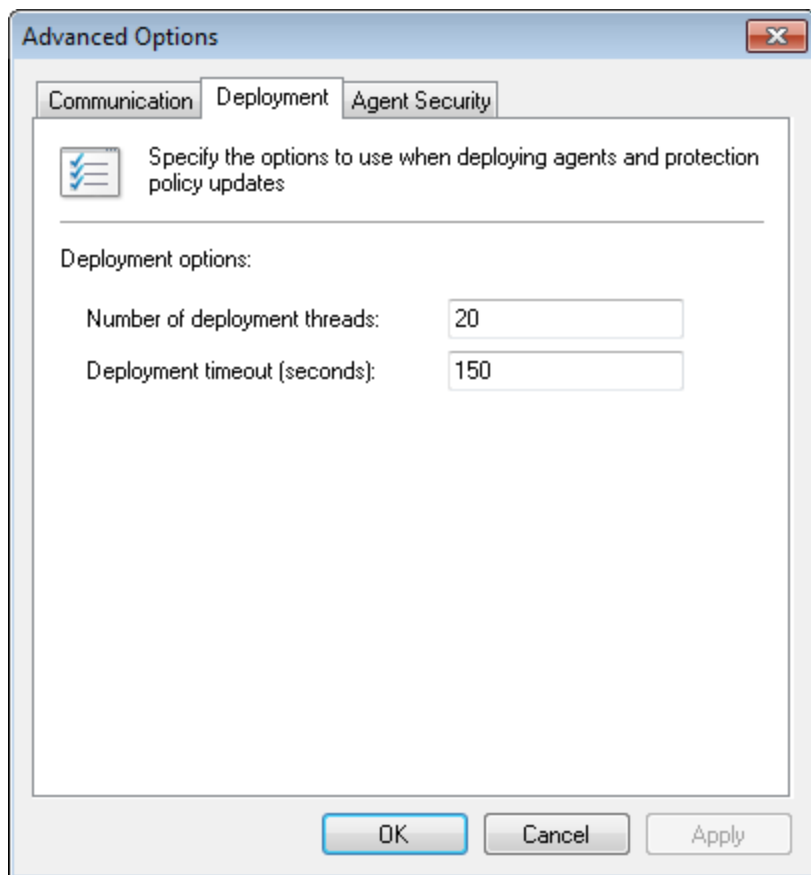 Advanced Options
Communication
Deployment
Agent Security
Specify the options to use when deploying agents and protection
policy updates
Deployment options:
Number of deployment threads: 20
Deployment timeout (seconds): 150
OK
Cancel
Apply